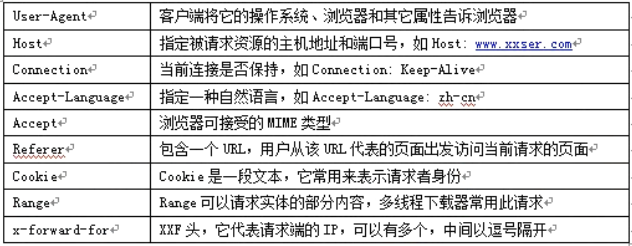 User-Agent 客户端将它的操作系统、浏览器和其它属性告诉浏览器
Host 指定被请求资源的主机地址和端口号，如 Host: www.xxser.com
Connection 当前连接是否保持，如 Connection: Keep-Alive
Accept-Language 指定一种自然语言，如 Accept-Language: zh-cn
Accept 浏览器可接受的 MIME 类型
Referer 包含一个 URL，用户从该 URL 代表的页面出发访问当前请求的页面
Cookie Cookie 是一段文本，它常用来表示请求者身份
Range Range 可以请求实体的部分内容，多线程下载器常用此请求
x-forward-for XXF 头，它代表请求端的 IP，可以有多个，中间以逗号隔开